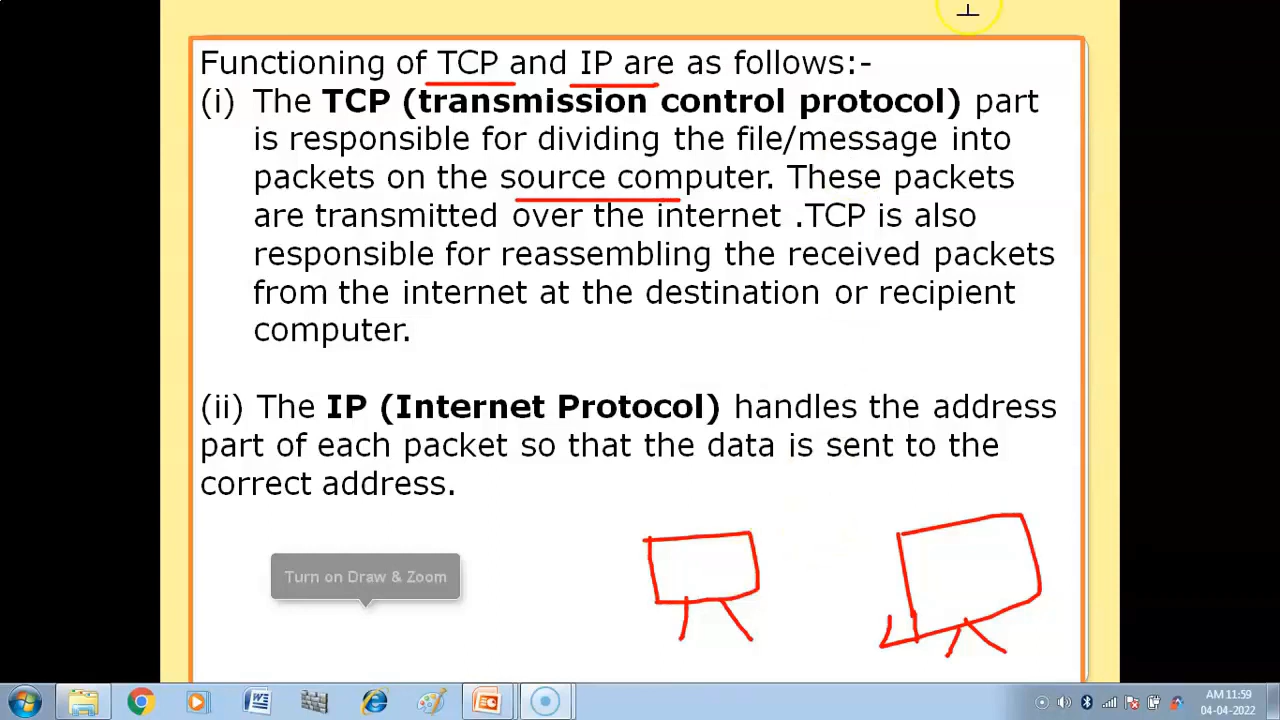 Functioning of TCP and IP are as follows:-
(i) The TCP (transmission control protocol) part
is responsible for dividing the file/message into
packets on the source computer. These packets
are transmitted over the internet .TCP is also
responsible for reassembling the received packets
from the internet at the destination or recipient
computer.
(ii) The IP (Internet Protocol) handles the address
part of each packet so that the data is sent to the
correct address.
Turn on Draw & Zoom
AM 11:59
04-04-2022